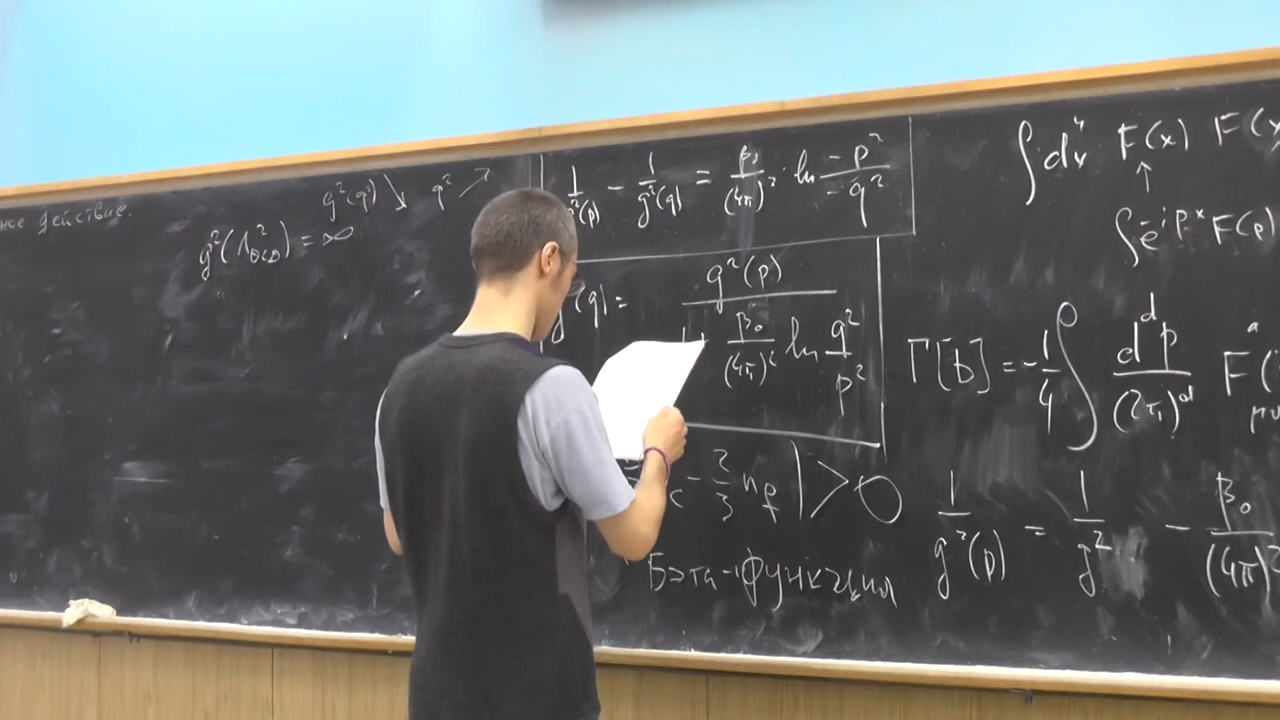 ное действие.
g²(q²) ↘ q² ↗
g²(Λ²_QCD) = ∞
1/g²(p) − 1/g²(q) = β₀/(4π)² · ln −p²/−q²
(q) = g²(p) / β₀/(4π)² ln q²/p²
c − 2/3 n_f | > 0
Бэта-функция
∫d⁴x F(x) F(x
↑
∫e^{-ipx} F(p)
Γ[b] = −1/4 ∫ d^d p/(2π)^d F^a
1/g²(p) = 1/g² − β₀/(4π)²